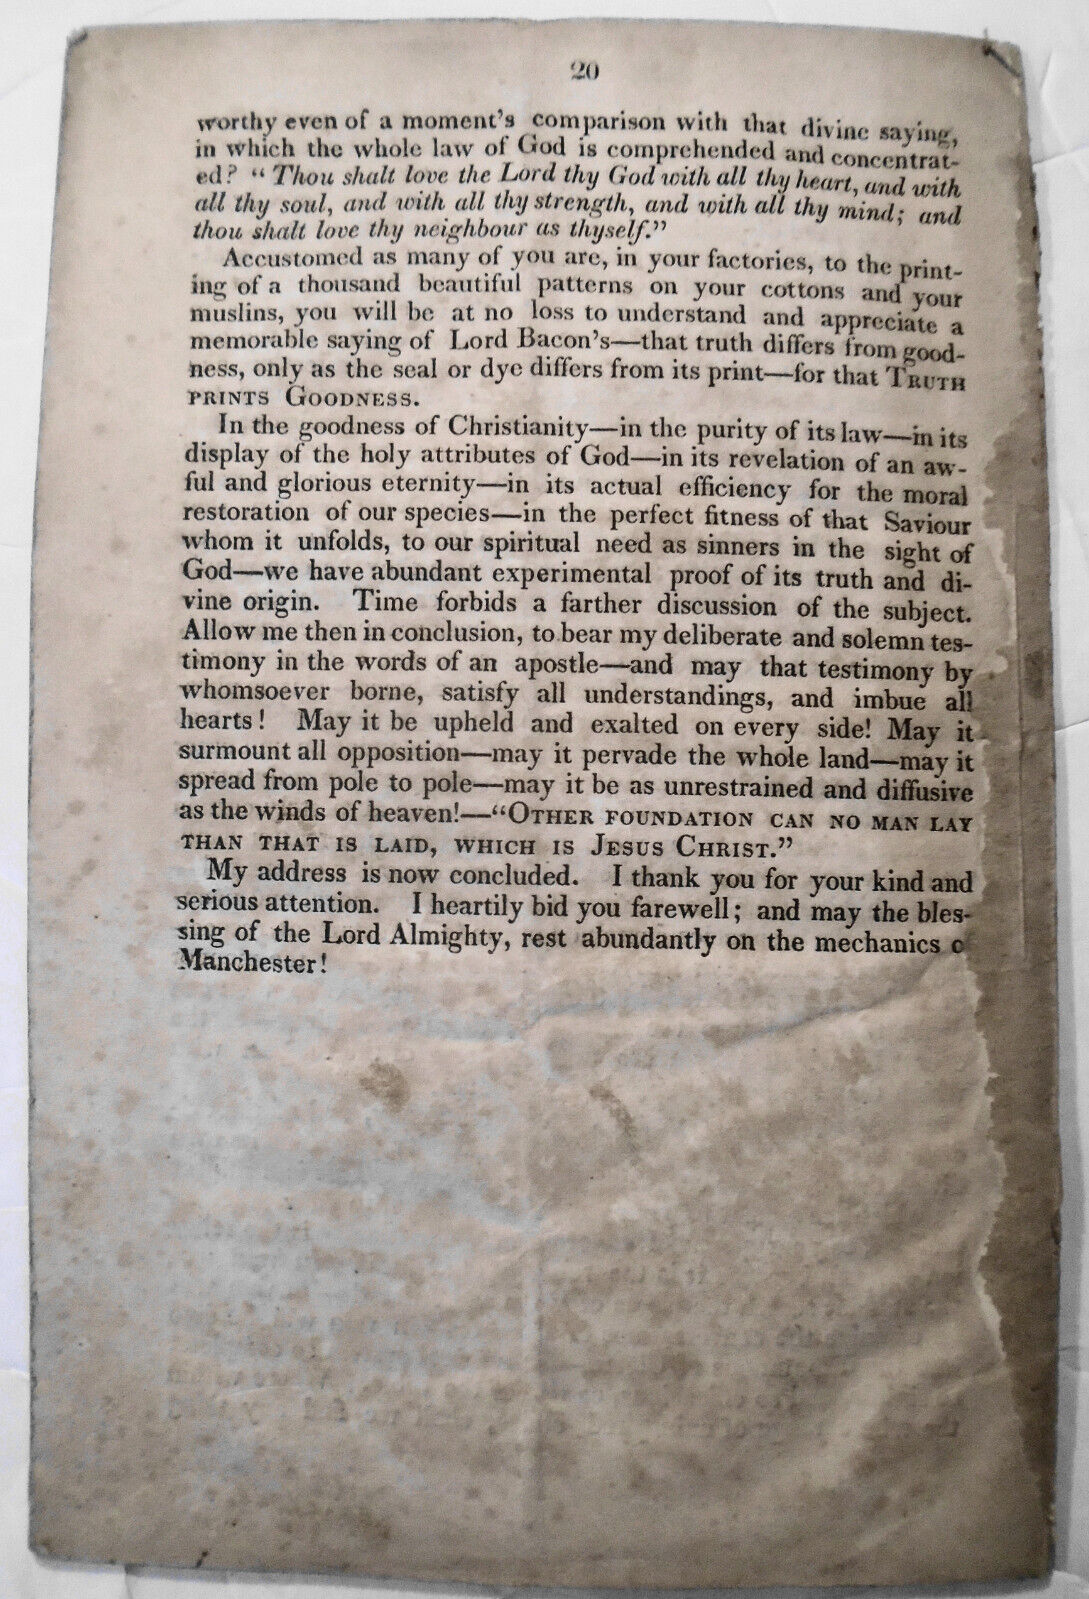 20
worthy even of a moment's comparison with that divine saying,
in which the whole law of God is comprehended and concentrat-
ed? "Thou shalt love the Lord thy God with all thy heart, and with
all thy soul, and with all thy strength, and with all thy mind; and
thou shalt love thy neighbour as thyself."
Accustomed as many of you are, in your factories, to the print-
ing of a thousand beautiful patterns on your cottons and your
muslins, you will be at no loss to understand and appreciate a
memorable saying of Lord Bacon's—that truth differs from good-
ness, only as the seal or dye differs from its print—for that TRUTH
PRINTS GOODNESS.
In the goodness of Christianity—in the purity of its law—in its
display of the holy attributes of God—in its revelation of an aw-
ful and glorious eternity—in its actual efficiency for the moral
restoration of our species—in the perfect fitness of that Saviour
whom it unfolds, to our spiritual need as sinners in the sight of
God—we have abundant experimental proof of its truth and di-
vine origin. Time forbids a farther discussion of the subject.
Allow me then in conclusion, to bear my deliberate and solemn tes-
timony in the words of an apostle—and may that testimony by
whomsoever borne, satisfy all understandings, and imbue all
hearts! May it be upheld and exalted on every side! May it
surmount all opposition—may it pervade the whole land—may it
spread from pole to pole—may it be as unrestrained and diffusive
as the winds of heaven!—"OTHER FOUNDATION CAN NO MAN LAY
THAN THAT IS LAID, WHICH IS JESUS CHRIST."
My address is now concluded. I thank you for your kind and
serious attention. I heartily bid you farewell; and may the bles-
sing of the Lord Almighty, rest abundantly on the mechanics o
Manchester!